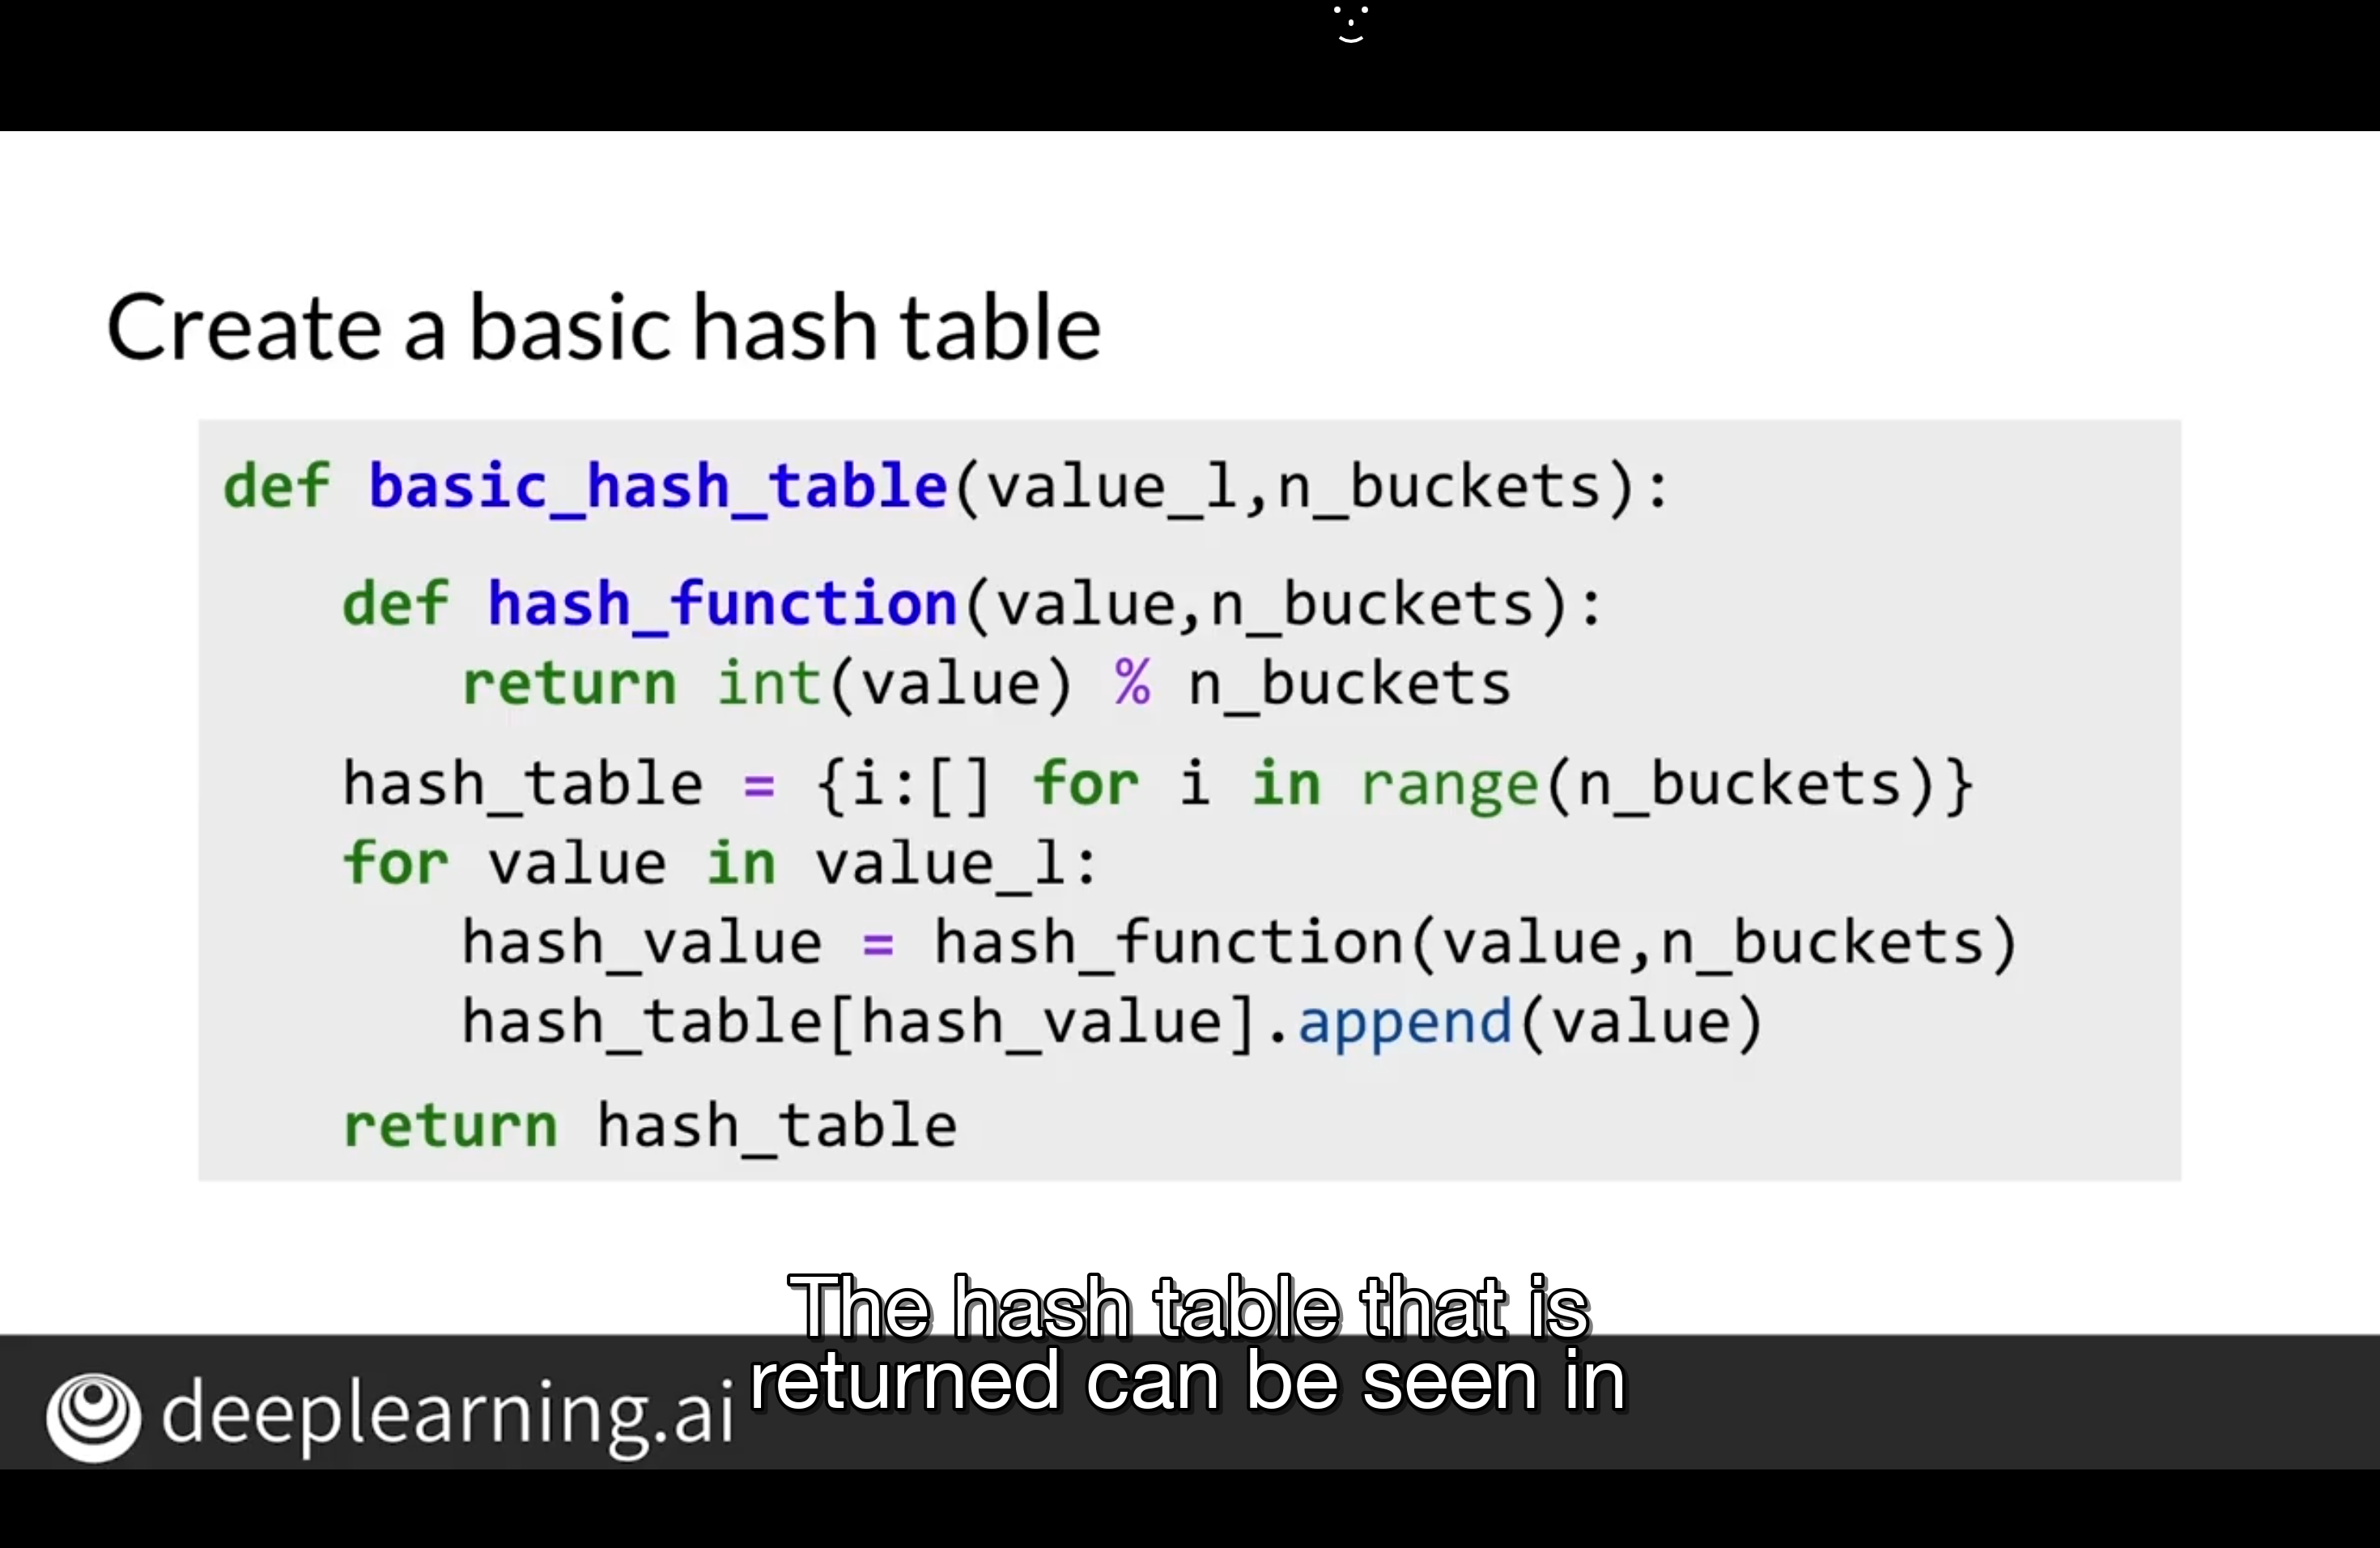 Create a basic hash table
def basic_hash_table(value_l,n_buckets):
def hash_function(value,n_buckets):
return int(value) % n_buckets
hash_table = {i:[] for i in range(n_buckets)}
for value in value_l:
hash_value = hash_function(value,n_buckets)
hash_table[hash_value].append(value)
return hash_table
The hash table that is
returned can be seen in
deeplearning.ai